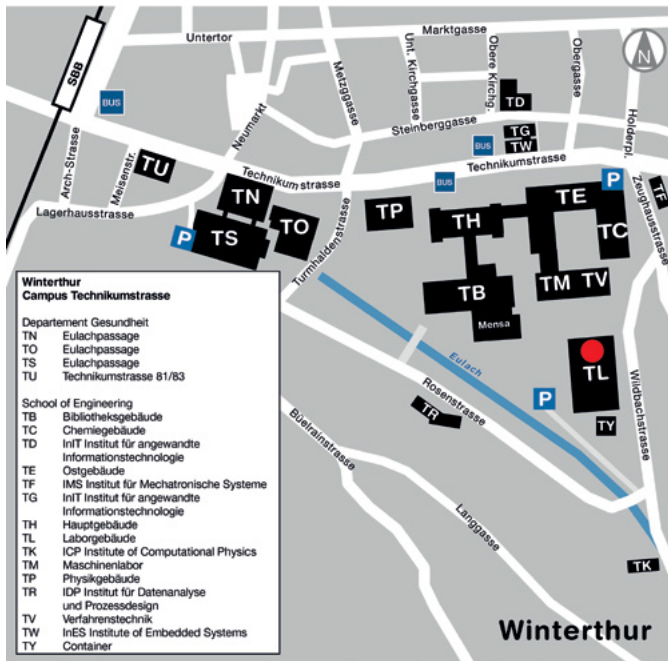 SBB
Untertor
Marktgasse
Unt. Kirchgasse
Obere Kirchg.
Obergasse
N
BUS
Metzggasse
TD
Holderpl.
Neumarkt
Steinberggasse
TG
TW
BUS
Arch-Strasse
Meisenstr.
TU
Technikumstrasse
Technikumstrasse
BUS
P
TF
Zeughausstrasse
Lagerhausstrasse
TN
TS
TO
P
Turmhaldenstrasse
TP
TH
TE
TC
TB
Mensa
TM
TV
Winterthur
Campus Technikumstrasse
Departement Gesundheit
TN Eulachpassage
TO Eulachpassage
TS Eulachpassage
TU Technikumstrasse 81/83
School of Engineering
TB Bibliotheksgebäude
TC Chemiegebäude
TD InIT Institut für angewandte
Informationstechnologie
TE Ostgebäude
TF IMS Institut für Mechatronische Systeme
TG InIT Institut für angewandte
Informationstechnologie
TH Hauptgebäude
TL Laborgebäude
TK ICP Institute of Computational Physics
TM Maschinenlabor
TP Physikgebäude
TR IDP Institut für Datenanalyse
und Prozessdesign
TV Verfahrenstechnik
TW InES Institute of Embedded Systems
TY Container
Eulach
TL
Wildbachstrasse
P
Rosenstrasse
TR
TY
Büelrainstrasse
Langgasse
TK
Winterthur